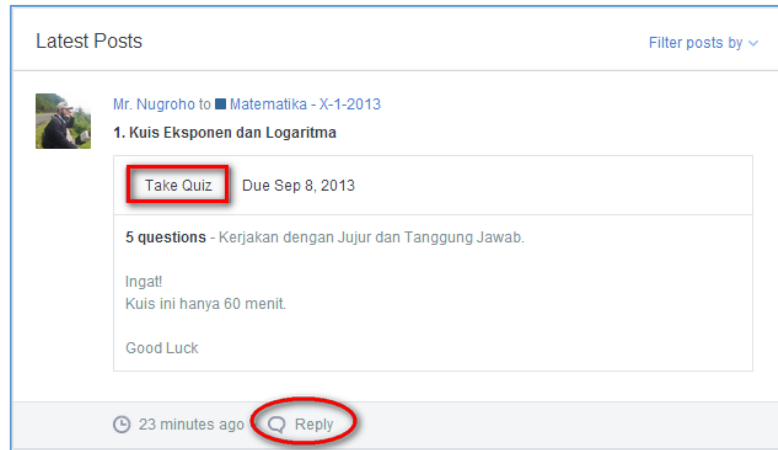 Latest Posts
Filter posts by
Mr. Nugroho to Matematika - X-1-2013
1. Kuis Eksponen dan Logaritma
Take Quiz Due Sep 8, 2013
5 questions - Kerjakan dengan Jujur dan Tanggung Jawab.
Ingat!
Kuis ini hanya 60 menit.
Good Luck
23 minutes ago Reply